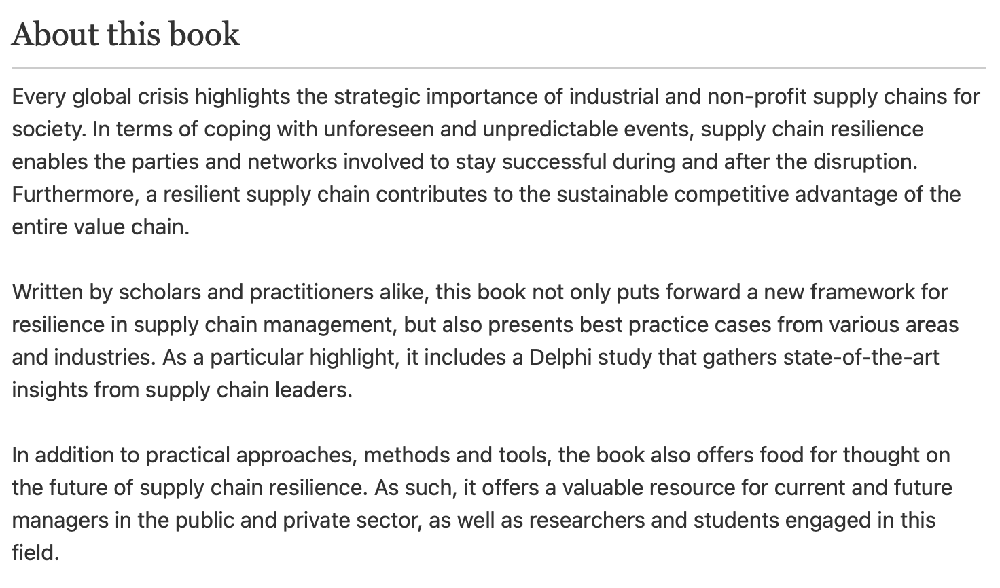 About this book
Every global crisis highlights the strategic importance of industrial and non-profit supply chains for
society. In terms of coping with unforeseen and unpredictable events, supply chain resilience
enables the parties and networks involved to stay successful during and after the disruption.
Furthermore, a resilient supply chain contributes to the sustainable competitive advantage of the
entire value chain.
Written by scholars and practitioners alike, this book not only puts forward a new framework for
resilience in supply chain management, but also presents best practice cases from various areas
and industries. As a particular highlight, it includes a Delphi study that gathers state-of-the-art
insights from supply chain leaders.
In addition to practical approaches, methods and tools, the book also offers food for thought on
the future of supply chain resilience. As such, it offers a valuable resource for current and future
managers in the public and private sector, as well as researchers and students engaged in this
field.